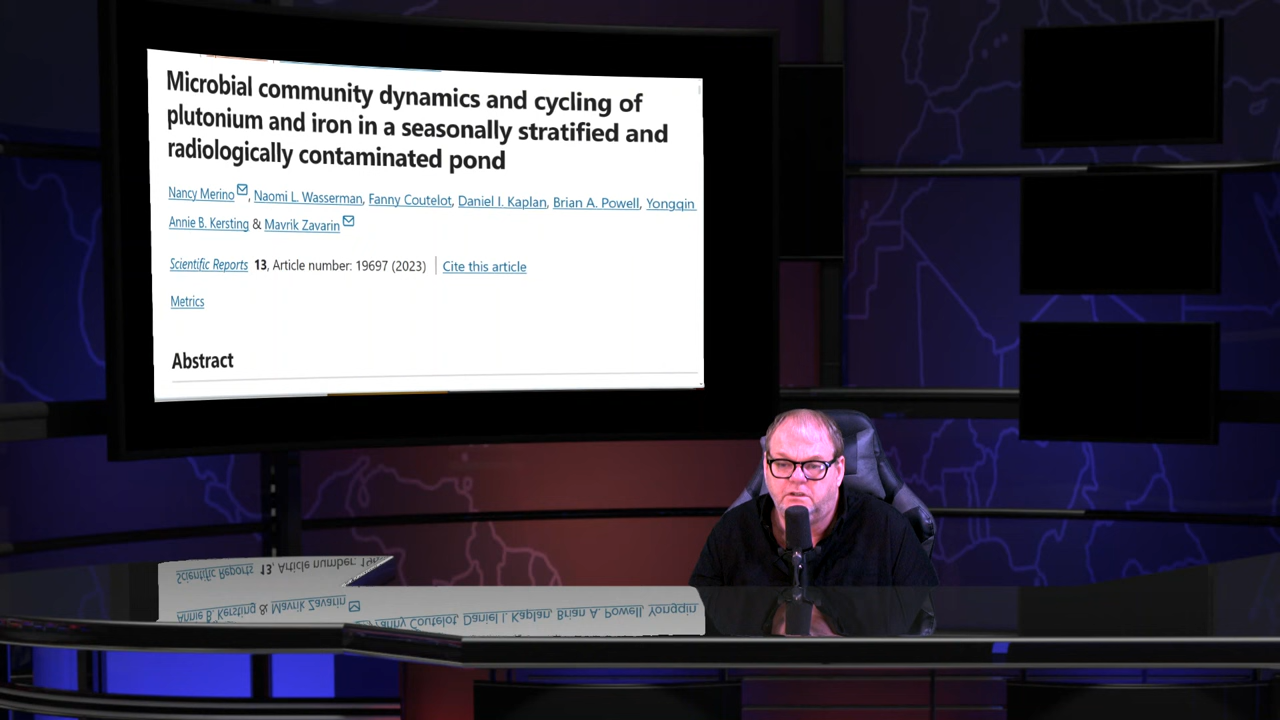 Microbial community dynamics and cycling of
plutonium and iron in a seasonally stratified and
radiologically contaminated pond
Nancy Merino, Naomi L. Wasserman, Fanny Coutelot, Daniel I. Kaplan, Brian A. Powell, Yongqin
Annie B. Kersting & Mavrik Zavarin
Scientific Reports 13, Article number: 19697 (2023) | Cite this article
Metrics
Abstract